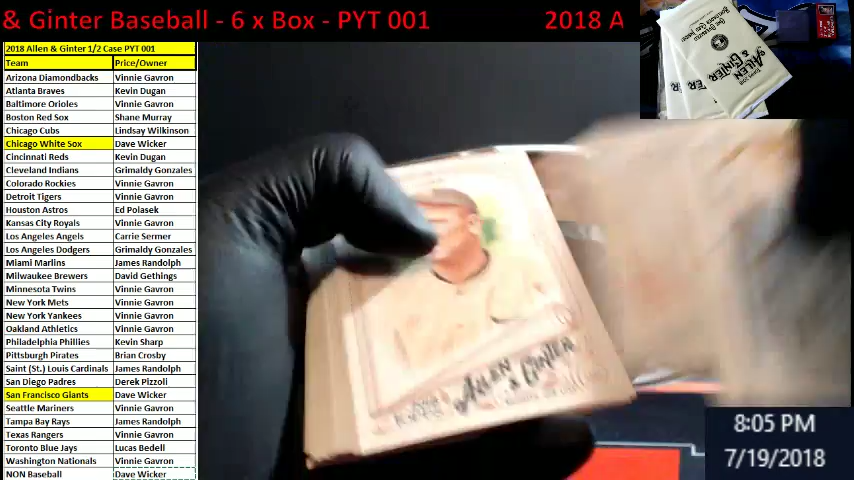 & Ginter Baseball - 6 x Box - PYT 001
2018 A
2018 Allen & Ginter 1/2 Case PYT 001
Team Price/Owner
Arizona Diamondbacks Vinnie Gavron
Atlanta Braves Kevin Dugan
Baltimore Orioles Vinnie Gavron
Boston Red Sox Shane Murray
Chicago Cubs Lindsay Wilkinson
Chicago White Sox Dave Wicker
Cincinnati Reds Kevin Dugan
Cleveland Indians Grimaldy Gonzales
Colorado Rockies Vinnie Gavron
Detroit Tigers Vinnie Gavron
Houston Astros Ed Polasek
Kansas City Royals Vinnie Gavron
Los Angeles Angels Carrie Sermer
Los Angeles Dodgers Grimaldy Gonzales
Miami Marlins James Randolph
Milwaukee Brewers David Gethings
Minnesota Twins Vinnie Gavron
New York Mets Vinnie Gavron
New York Yankees Vinnie Gavron
Oakland Athletics Vinnie Gavron
Philadelphia Phillies Kevin Sharp
Pittsburgh Pirates Brian Crosby
Saint (St.) Louis Cardinals James Randolph
San Diego Padres Derek Pizzoli
San Francisco Giants Dave Wicker
Seattle Mariners Vinnie Gavron
Tampa Bay Rays James Randolph
Texas Rangers Vinnie Gavron
Toronto Blue Jays Lucas Bedell
Washington Nationals Vinnie Gavron
NON Baseball Dave Wicker
ALLEN & GINTER
ALLEN & GINTER
8:05 PM
7/19/2018